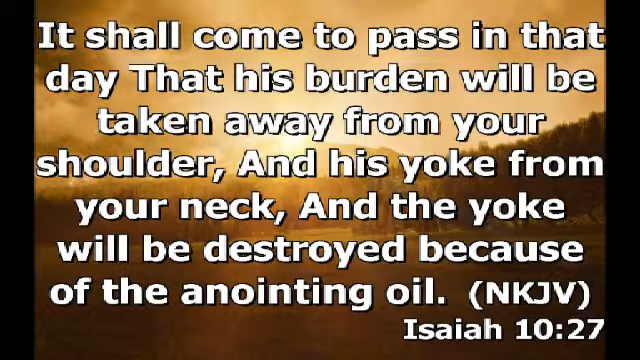 It shall come to pass in that
day That his burden will be
taken away from your
shoulder, And his yoke from
your neck, And the yoke
will be destroyed because
of the anointing oil. (NKJV)
Isaiah 10:27